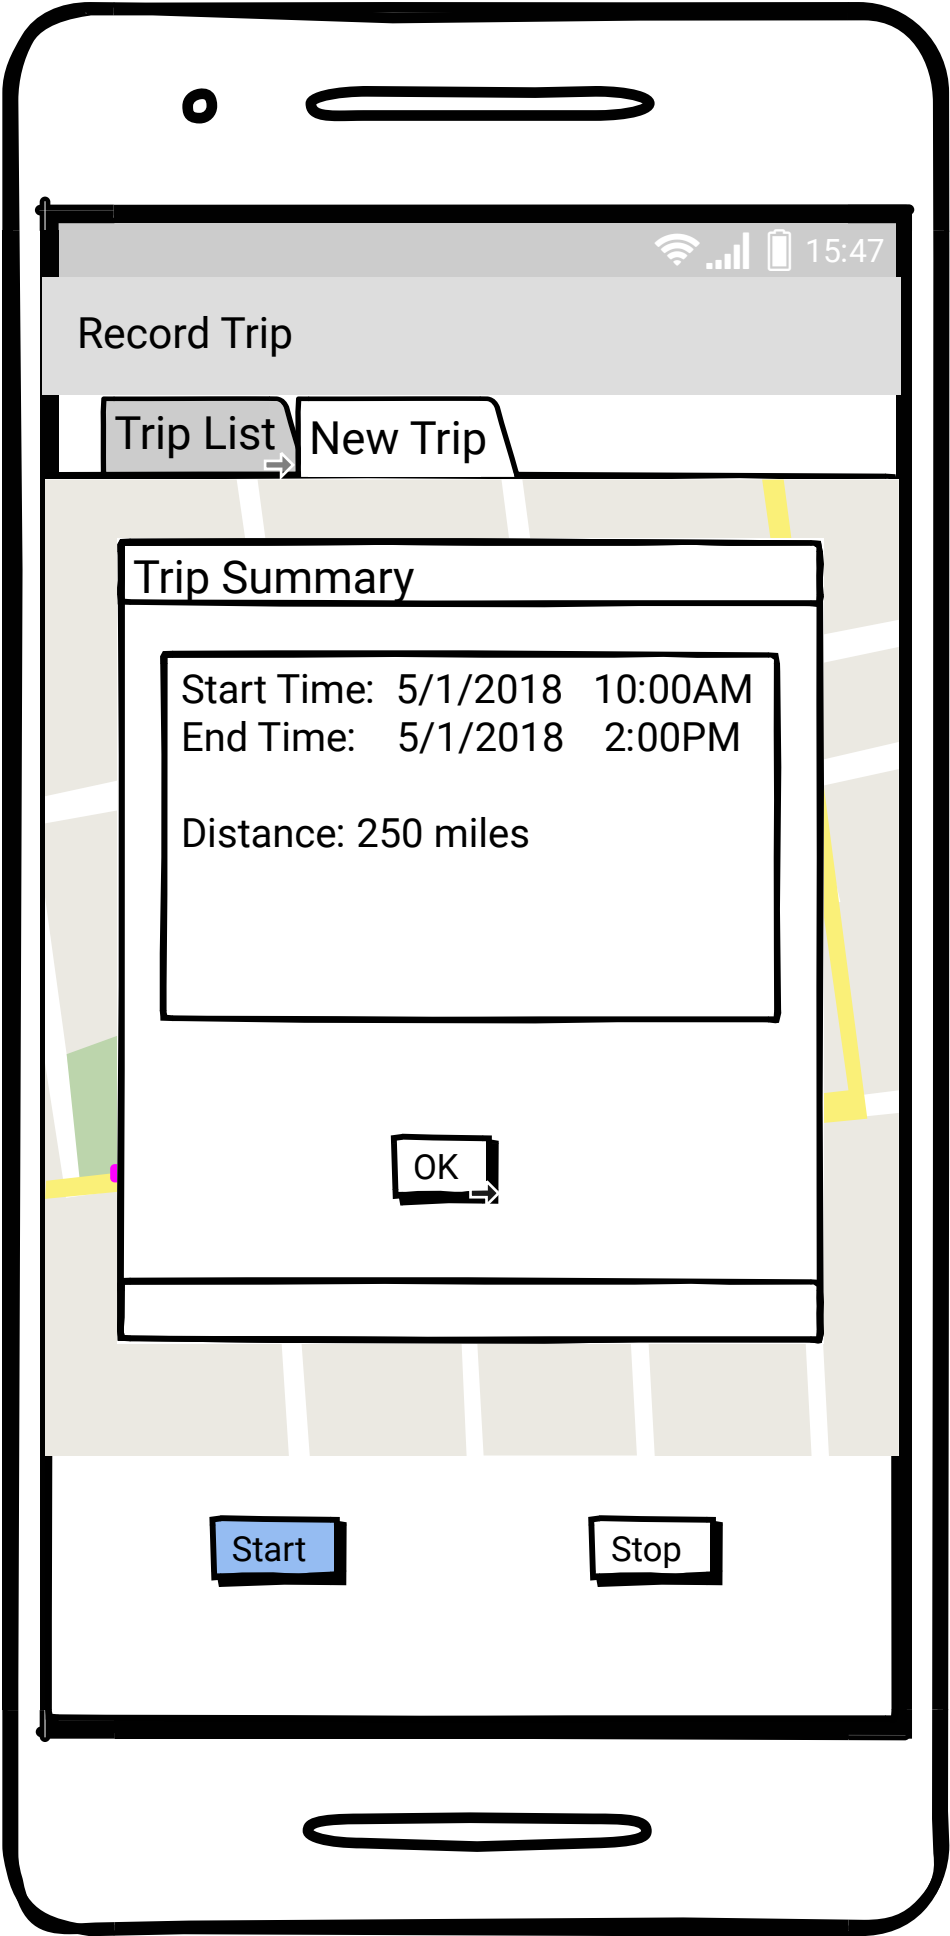 15:47
Record Trip
Trip List
New Trip
Trip Summary
Start Time: 5/1/2018 10:00AM
End Time: 5/1/2018 2:00PM
Distance: 250 miles
OK
Start
Stop